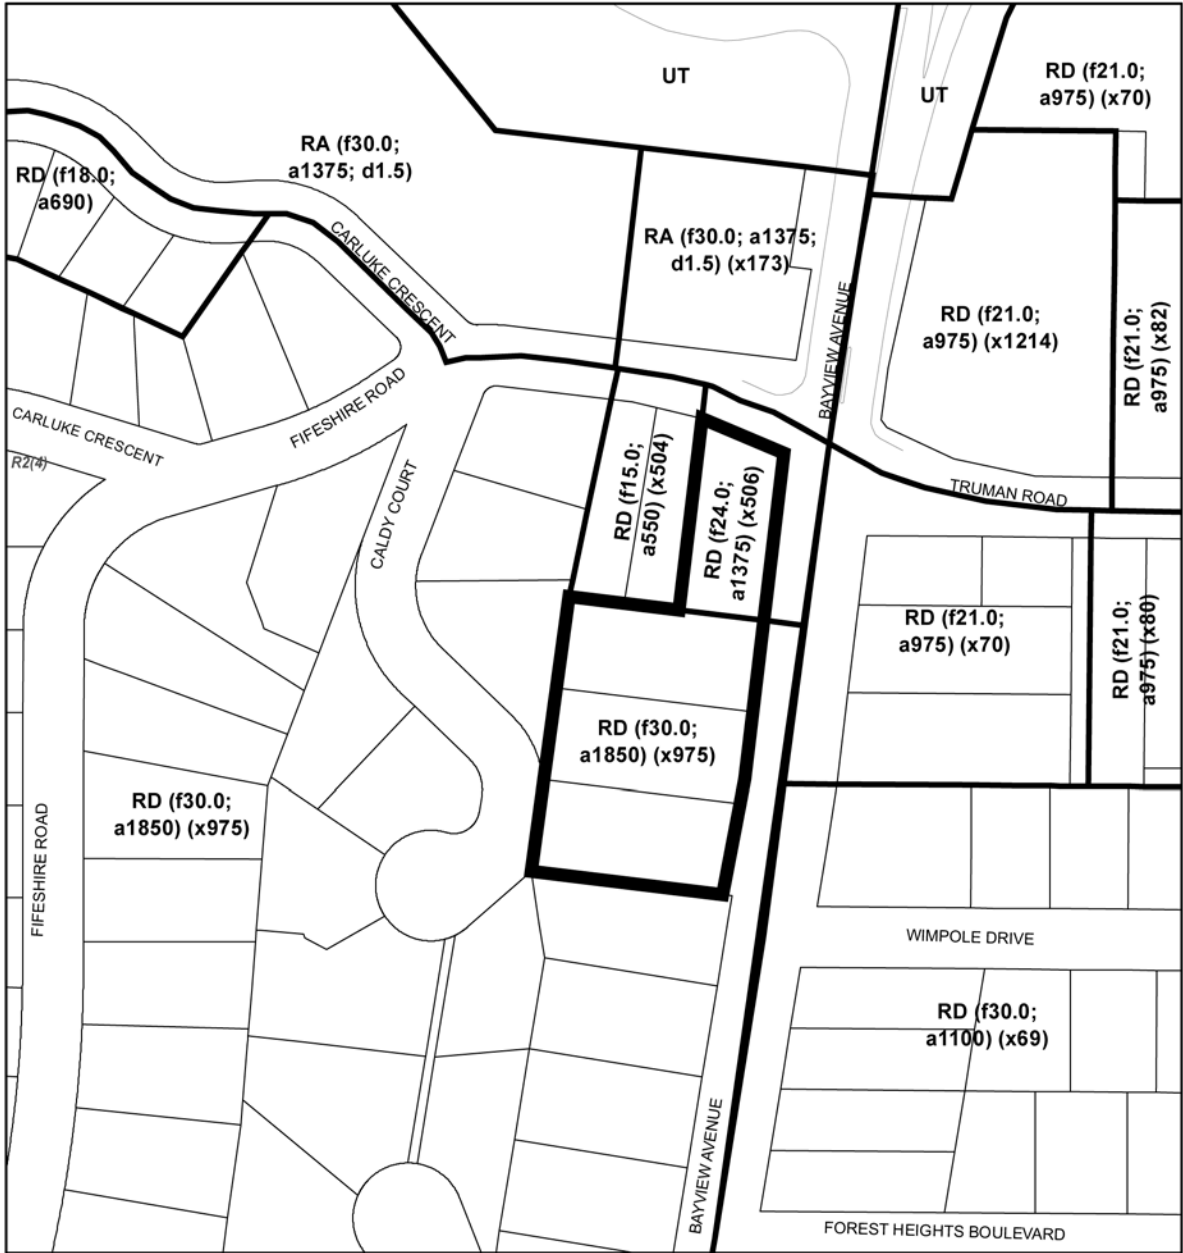 UT
UT
RD (f21.0;
a975) (x70)
RA (f30.0;
a1375; d1.5)
RD (f18.0;
a690)
CARLUKE CRESCENT
RA (f30.0; a1375;
d1.5) (x173)
BAYVIEW AVENUE
RD (f21.0;
a975) (x1214)
RD (f21.0;
a975) (x82)
CARLUKE CRESCENT
FIFESHIRE ROAD
R2(4)
CALDY COURT
RD (f15.0;
a550) (x504)
RD (f24.0;
a1375) (x506)
TRUMAN ROAD
RD (f21.0;
a975) (x70)
RD (f21.0;
a975) (x80)
RD (f30.0;
a1850) (x975)
RD (f30.0;
a1850) (x975)
FIFESHIRE ROAD
WIMPOLE DRIVE
RD (f30.0;
a1100) (x69)
BAYVIEW AVENUE
FOREST HEIGHTS BOULEVARD